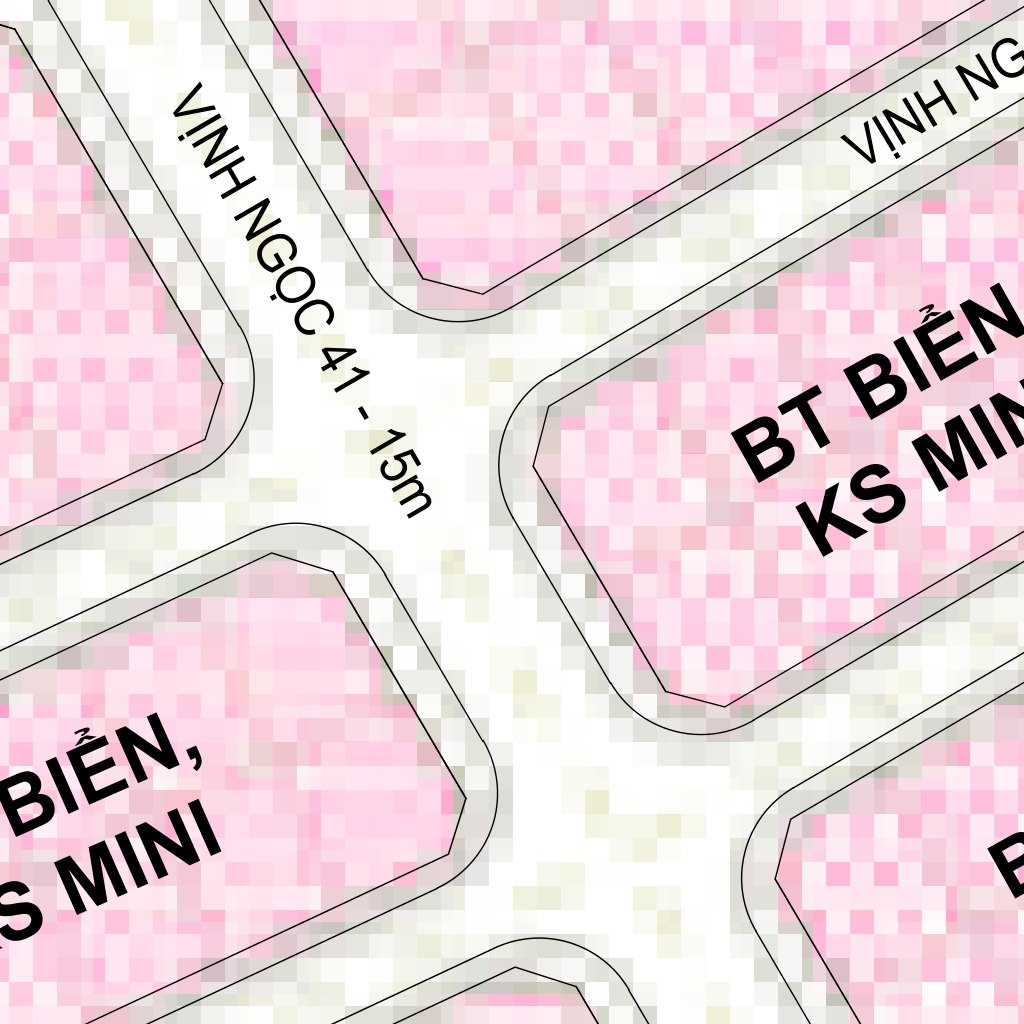 VỊNH NGỌC 41 - 15m
VỊNH NG
BT BIỂN
KS MIN
BIỂN,
S MINI
B